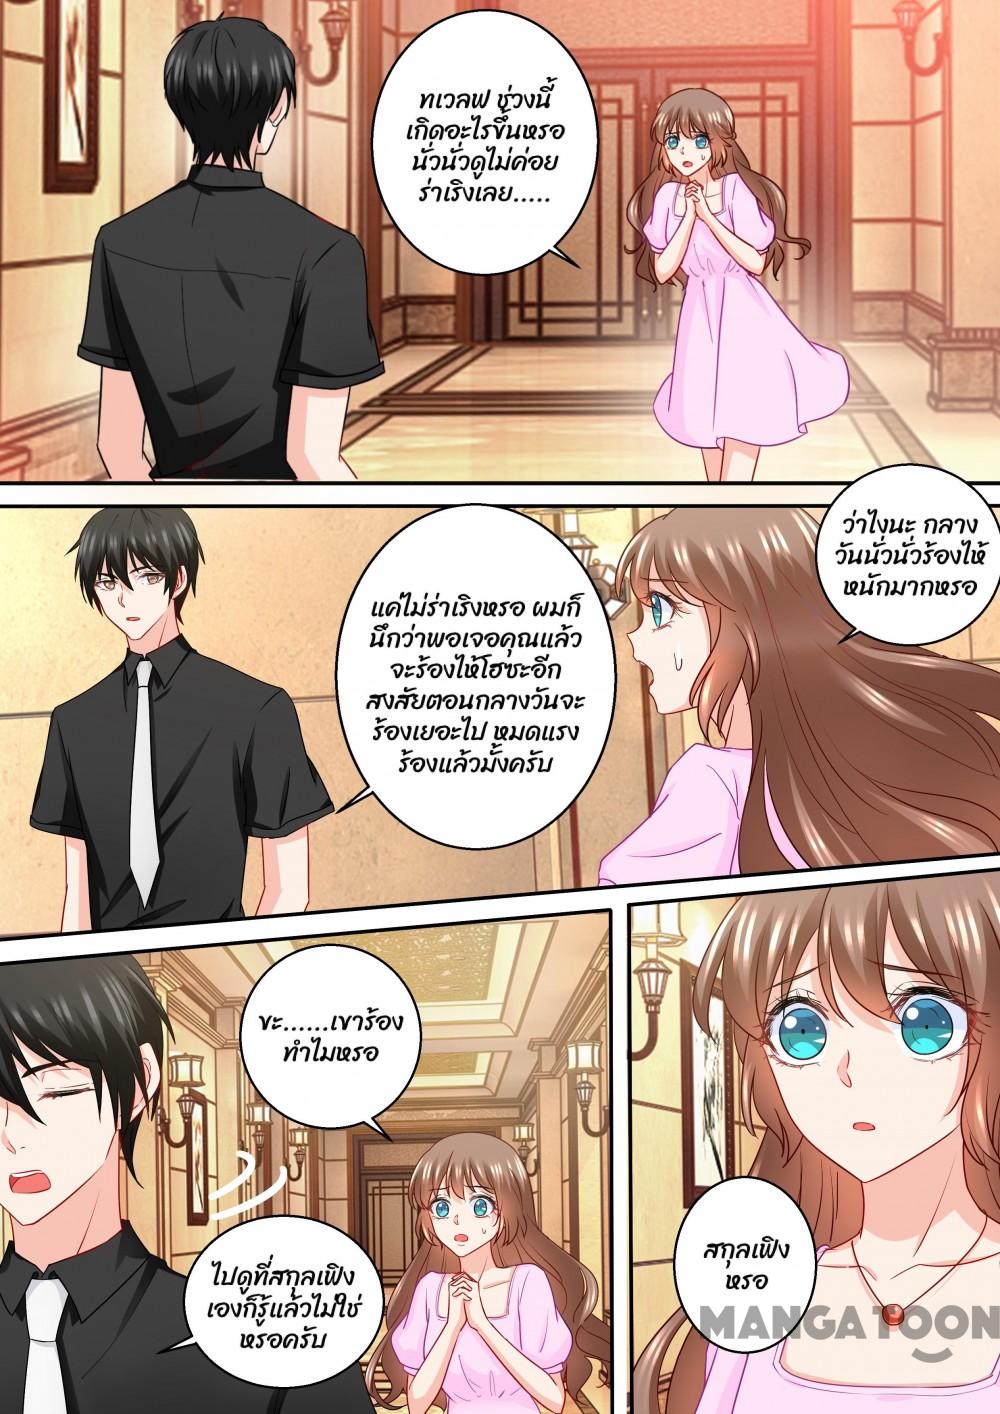 ทเวลฟ ช่วงนี้
เกิดอะไรขึ้นหรอ
นั่วนั่วดูไม่ค่อย
ร่าเริงเลย.....
ว่าไงนะ กลาง
วันนั่วนั่วร้องไห้
หนักมากหรอ
แค่ไม่ร่าเริงหรอ ผมก็
นึกว่าพอเจอคุณแล้ว
จะร้องไห้โฮซะอีก
สงสัยตอนกลางวันจะ
ร้องเยอะไป หมดแรง
ร้องแล้วมั้งครับ
ขะ......เขาร้อง
ทำไมหรอ
ไปดูที่สกุลเฟิง
เองก็รู้แล้วไม่ใช่
หรอครับ
สกุลเฟิง
หรอ
MANGATOON